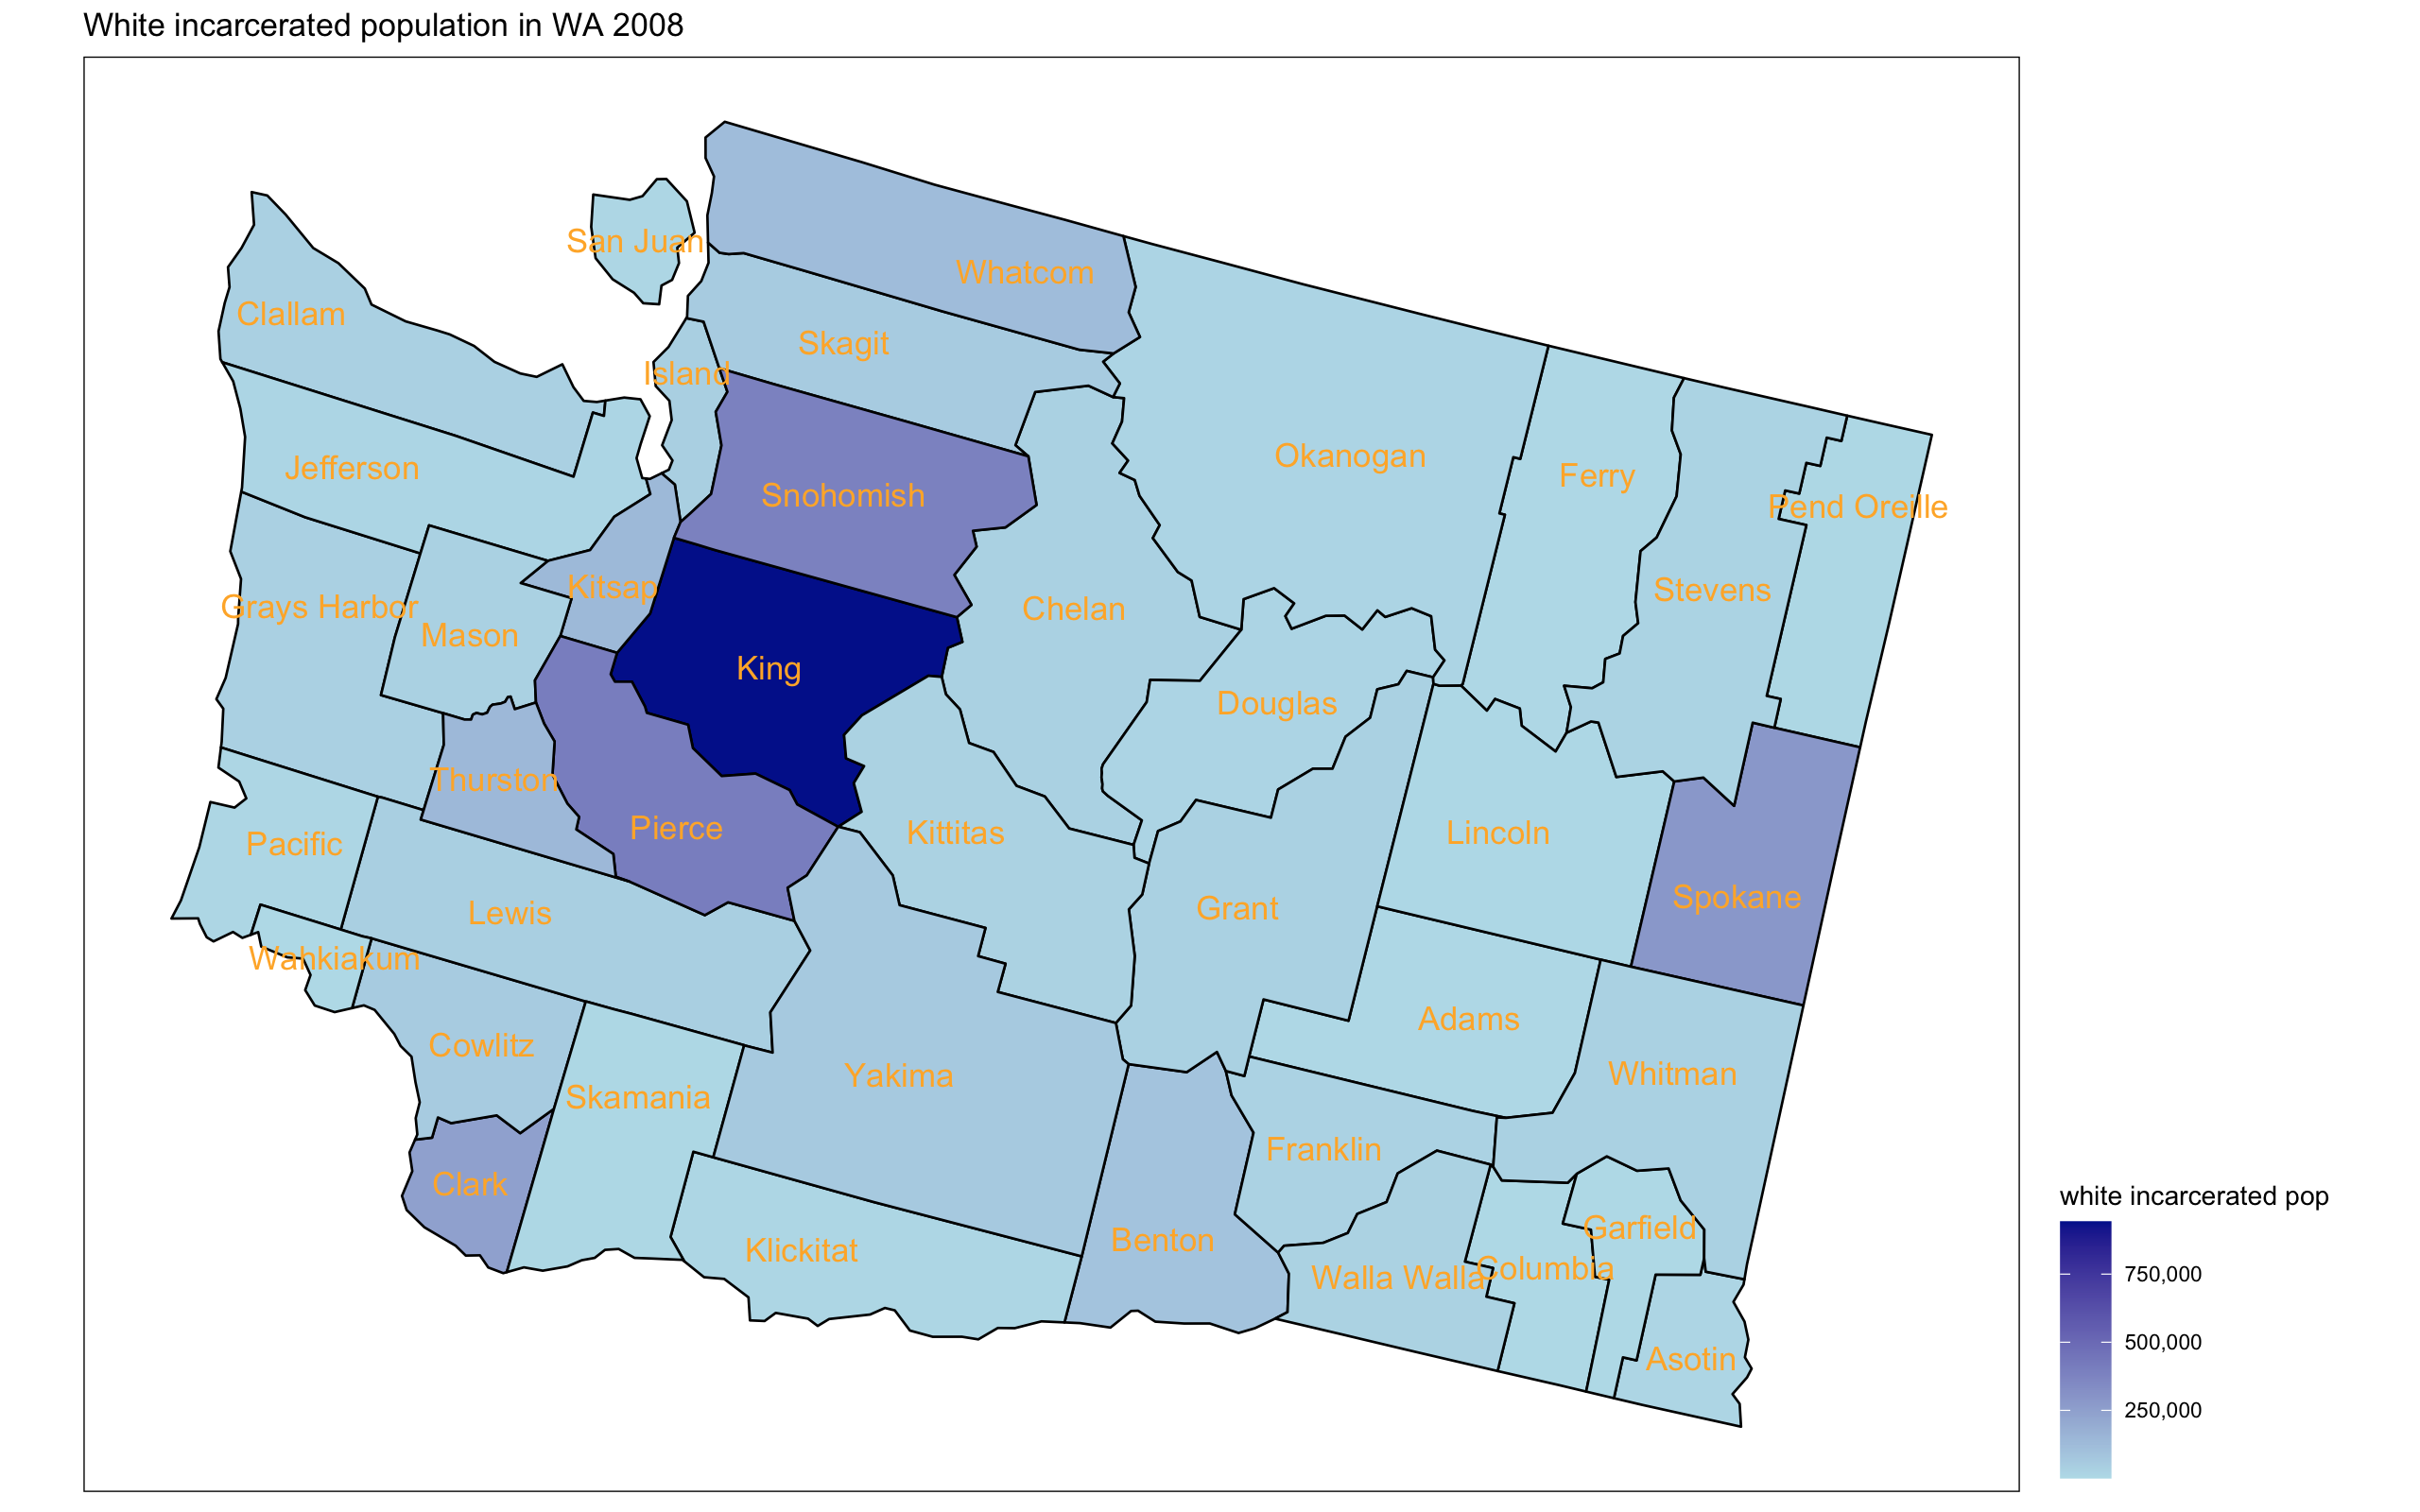 White incarcerated population in WA 2008
San Juan
Whatcom
Clallam
Skagit
Island
Okanogan
Jefferson
Ferry
Snohomish
Pend Oreille
Kitsap
Stevens
Grays Harbor
Chelan
Mason
King
Douglas
Thurston
Pierce
Kittitas
Lincoln
Pacific
Spokane
Grant
Lewis
Wahkiakum
Adams
Cowlitz
Whitman
Yakima
Skamania
Franklin
Clark
Garfield
Benton
Klickitat
Columbia
Walla Walla
Asotin
white incarcerated pop
750,000
500,000
250,000